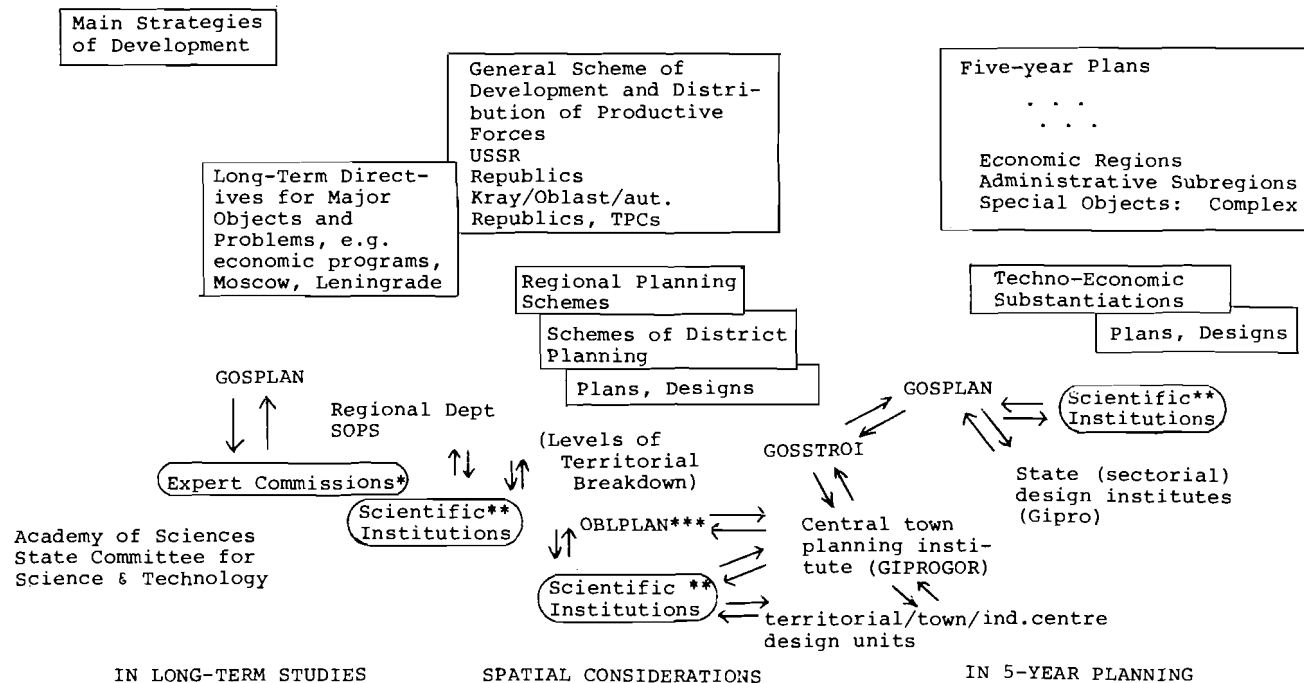 Main Strategies
of Development
General Scheme of
Development and Distri-
bution of Productive
Forces
USSR
Republics
Kray/Oblast/aut.
Republics, TPCs
Five-year Plans
. . .
. . .
Economic Regions
Administrative Subregions
Special Objects: Complex
Long-Term Direct-
ives for Major
Objects and
Problems, e.g.
economic programs,
Moscow, Leningrade
Regional Planning
Schemes
Schemes of District
Planning
Plans, Designs
Techno-Economic
Substantiations
Plans, Designs
GOSPLAN
Expert Commissions*
Academy of Sciences
State Committee for
Science & Technology
Regional Dept
SOPS
Scientific**
Institutions
(Levels of
Territorial
Breakdown)
OBLPLAN***
Scientific **
Institutions
GOSPLAN
Scientific**
Institutions
GOSSTROI
State (sectorial)
design institutes
(Gipro)
Central town
planning insti-
tute (GIPROGOR)
territorial/town/ind.centre
design units
IN LONG-TERM STUDIES
SPATIAL CONSIDERATIONS
IN 5-YEAR PLANNING